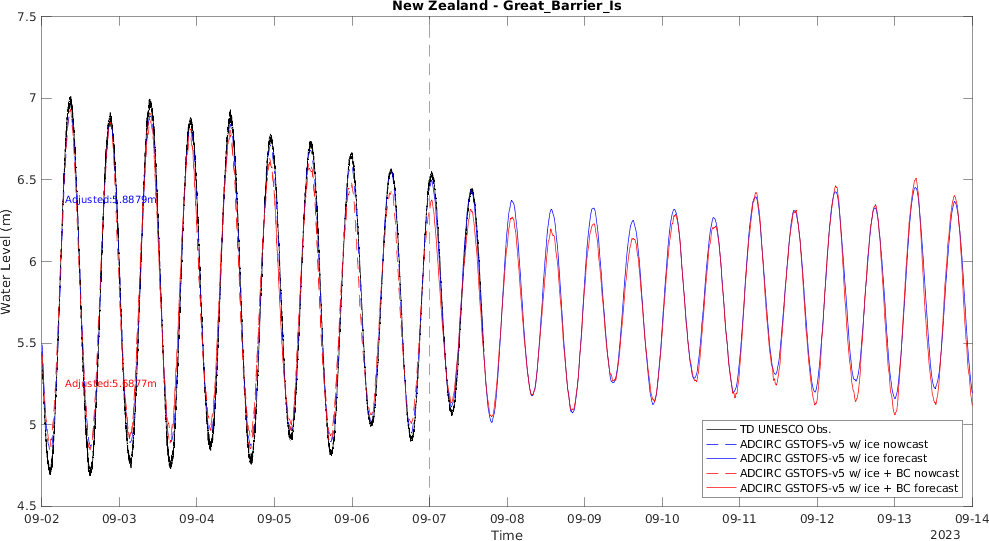 New Zealand - Great_Barrier_Is
7.5
7
6.5
6
5.5
5
4.5
Water Level (m)
Adjusted:5.8879m
Adjusted:5.6877m
TD UNESCO Obs.
ADCIRC GSTOFS-v5 w/ ice nowcast
ADCIRC GSTOFS-v5 w/ ice forecast
ADCIRC GSTOFS-v5 w/ ice + BC nowcast
ADCIRC GSTOFS-v5 w/ ice + BC forecast
09-02 09-03 09-04 09-05 09-06 09-07 09-08 09-09 09-10 09-11 09-12 09-13 09-14
Time
2023